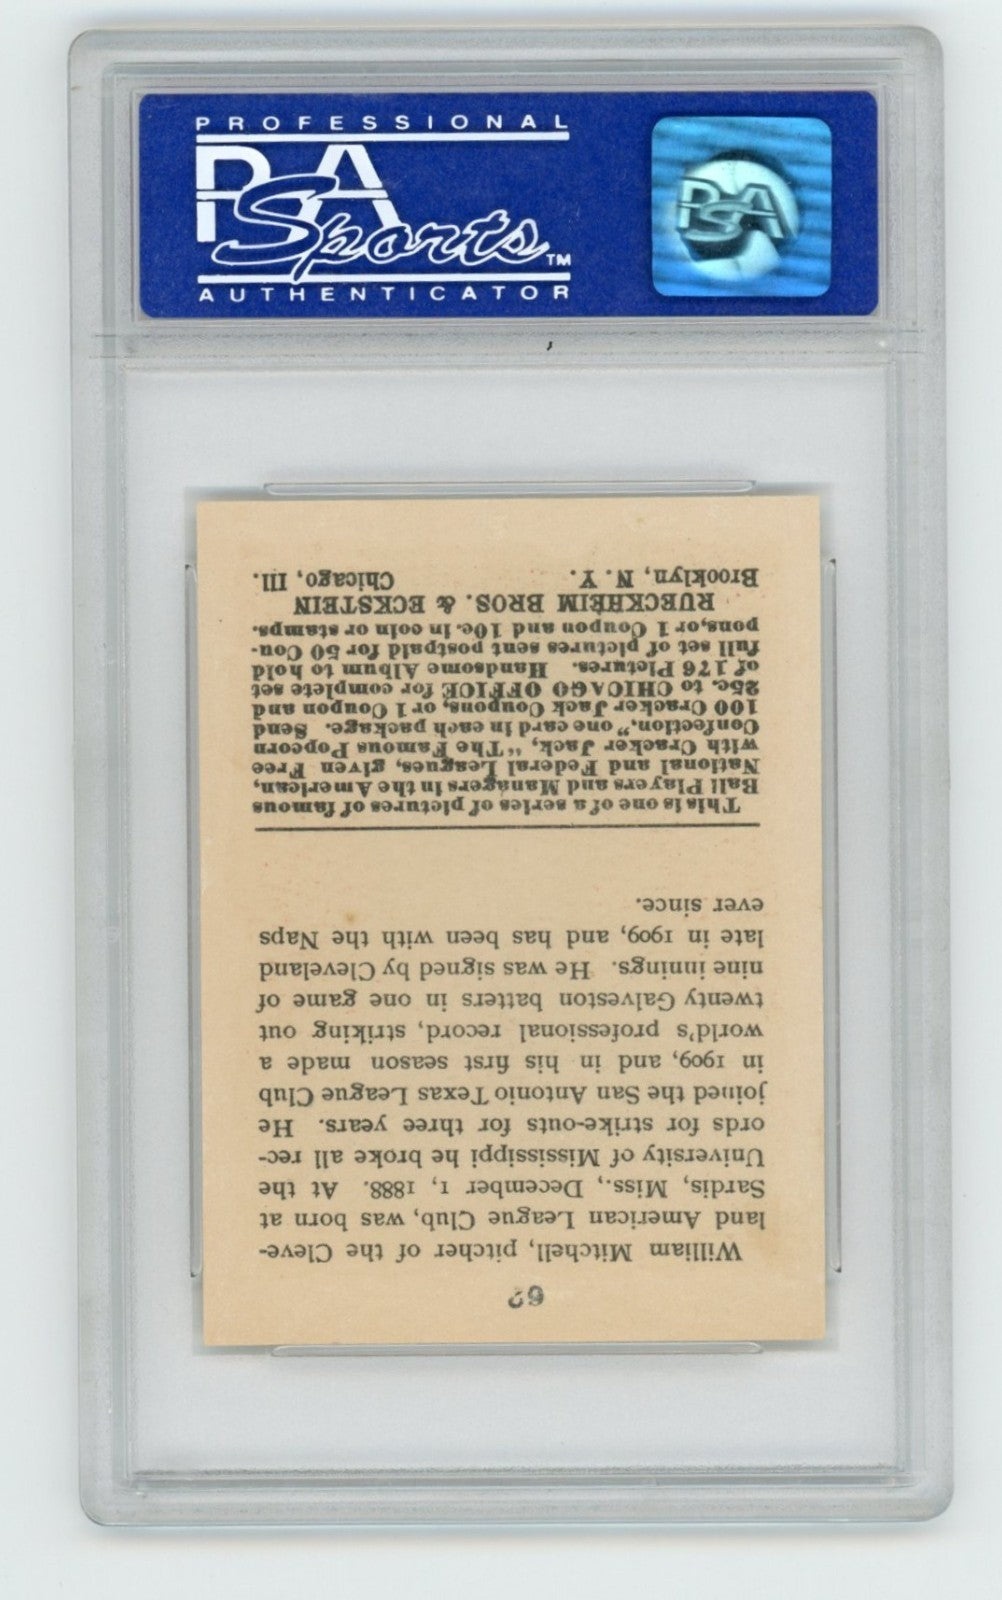 PROFESSIONAL
PSA
Sports™
AUTHENTICATOR
PSA
62
William Mitchell, pitcher of the Cleve-
land American League Club, was born at
Sardis, Miss., December 1, 1888. At the
University of Mississippi he broke all rec-
ords for strike-outs for three years. He
joined the San Antonio Texas League Club
in 1909, and in his first season made a
world's professional record, striking out
twenty Galveston batters in one game of
nine innings. He was signed by Cleveland
late in 1909, and has been with the Naps
ever since.
This is one of a series of pictures of famous
Ball Players and Managers in the American,
National and Federal Leagues, given Free
with Cracker Jack, "The Famous Popcorn
Confection," one card in each package. Send
100 Cracker Jack Coupons, or 1 Coupon and
25c. to CHICAGO OFFICE for complete set
of 176 Pictures. Handsome Album to hold
full set of pictures sent postpaid for 50 Cou-
pons, or 1 Coupon and 10c. in coin or stamps.
RUECKHEIM BROS. & ECKSTEIN
Brooklyn, N. Y. Chicago, Ill.